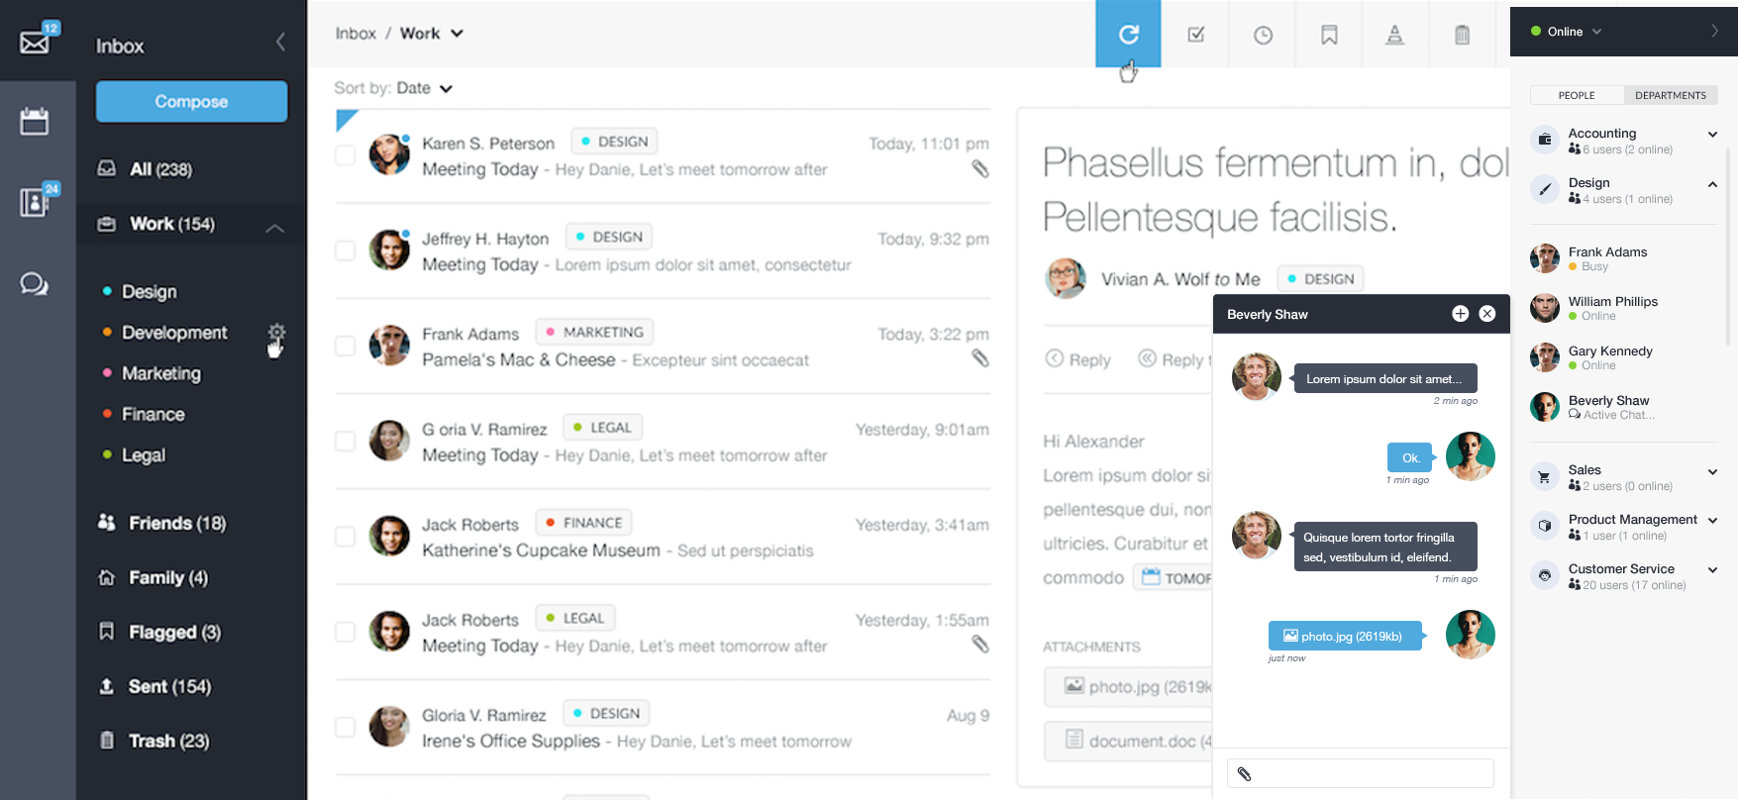 12
24
Inbox
Compose
All (238)
Work (154)
Design
Development
Marketing
Finance
Legal
Friends (18)
Family (4)
Flagged (3)
Sent (154)
Trash (23)
Inbox / Work
Sort by: Date
Karen S. Peterson DESIGN Today, 11:01 pm
Meeting Today - Hey Danie, Let's meet tomorrow after
Jeffrey H. Hayton DESIGN Today, 9:32 pm
Meeting Today - Lorem ipsum dolor sit amet, consectetur
Frank Adams MARKETING Today, 3:22 pm
Pamela's Mac & Cheese - Excepteur sint occaecat
G oria V. Ramirez LEGAL Yesterday, 9:01am
Meeting Today - Hey Danie, Let's meet tomorrow after
Jack Roberts FINANCE Yesterday, 3:41am
Katherine's Cupcake Museum - Sed ut perspiciatis
Jack Roberts LEGAL Yesterday, 1:55am
Meeting Today - Hey Danie, Let's meet tomorrow after
Gloria V. Ramirez DESIGN Aug 9
Irene's Office Supplies - Hey Danie, Let's meet tomorrow
Phasellus fermentum in, dol
Pellentesque facilisis.
Vivian A. Wolf to Me DESIGN
Reply Reply t
Hi Alexander
Lorem ipsum dolor si
pellentesque dui, non
ultricies. Curabitur et
commodo TOMOR
ATTACHMENTS
photo.jpg (2619k
document.doc (4
Beverly Shaw
Lorem ipsum dolor sit amet...
2 min ago
Ok.
1 min ago
Quisque lorem tortor fringilla
sed, vestibulum id, eleifend.
1 min ago
photo.jpg (2619kb)
just now
Online
PEOPLE DEPARTMENTS
Accounting
6 users (2 online)
Design
4 users (1 online)
Frank Adams
Busy
William Phillips
Online
Gary Kennedy
Online
Beverly Shaw
Active Chat...
Sales
2 users (0 online)
Product Management
1 user (1 online)
Customer Service
20 users (17 online)